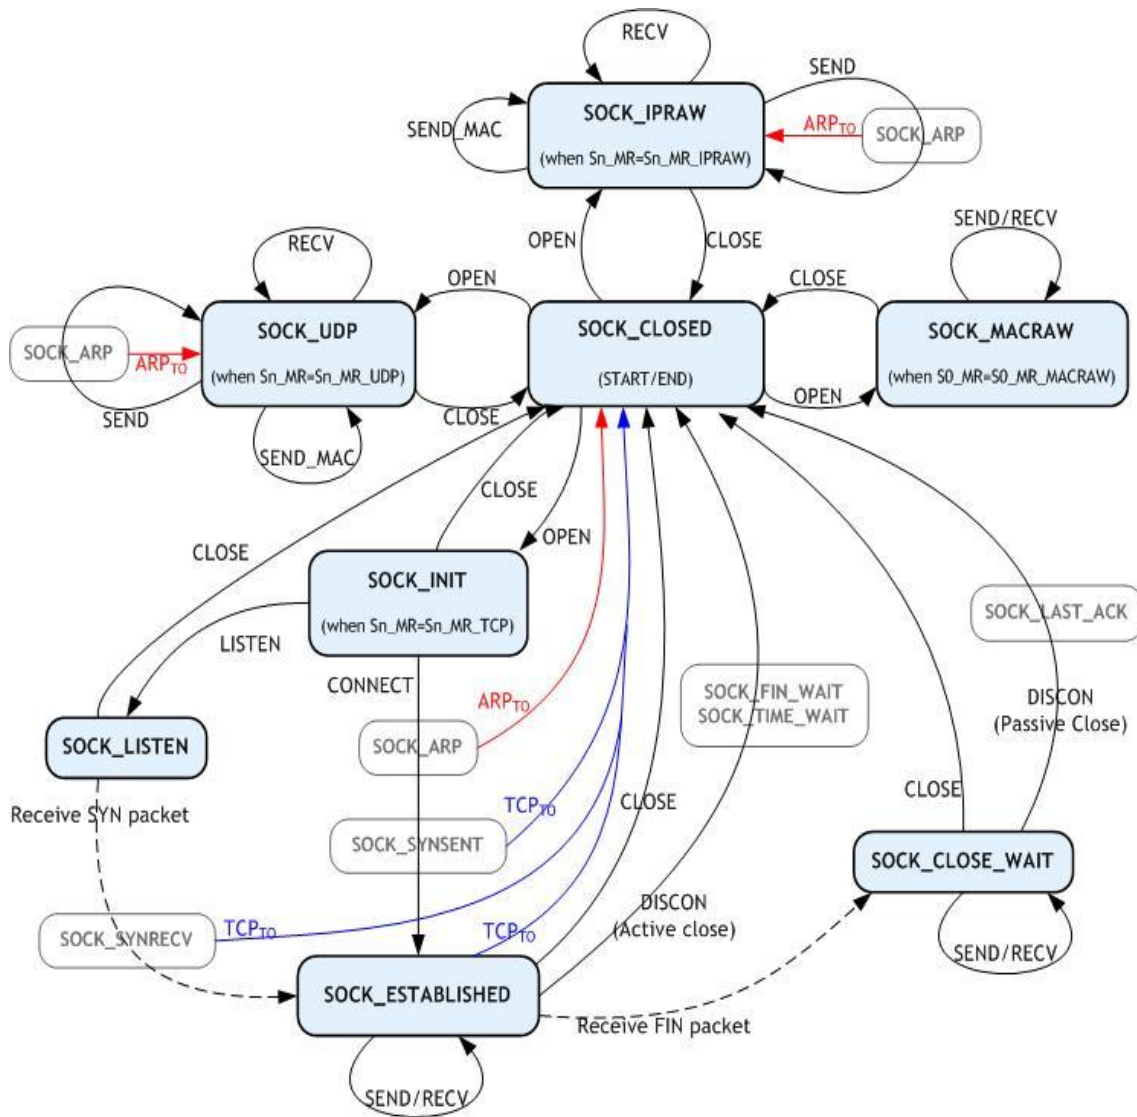 RECV
SEND
SOCK_IPRAW
SEND_MAC
ARPTO
SOCK_ARP
(when Sn_MR=Sn_MR_IPRAW)
SEND/RECV
RECV
OPEN
CLOSE
OPEN
CLOSE
SOCK_UDP
SOCK_CLOSED
SOCK_MACRAW
SOCK_ARP
ARPTO
(when Sn_MR=Sn_MR_UDP)
(START/END)
(when S0_MR=S0_MR_MACRAW)
OPEN
SEND
CLOSE
SEND_MAC
CLOSE
OPEN
CLOSE
SOCK_INIT
SOCK_LAST_ACK
(when Sn_MR=Sn_MR_TCP)
LISTEN
CONNECT
SOCK_FIN_WAIT
SOCK_TIME_WAIT
ARPTO
DISCON
(Passive Close)
SOCK_LISTEN
SOCK_ARP
CLOSE
Receive SYN packet
TCPTO
CLOSE
SOCK_SYNSENT
SOCK_CLOSE_WAIT
DISCON
(Active close)
TCPTO
TCPTO
SOCK_SYNRECV
SEND/RECV
SOCK_ESTABLISHED
Receive FIN packet
SEND/RECV